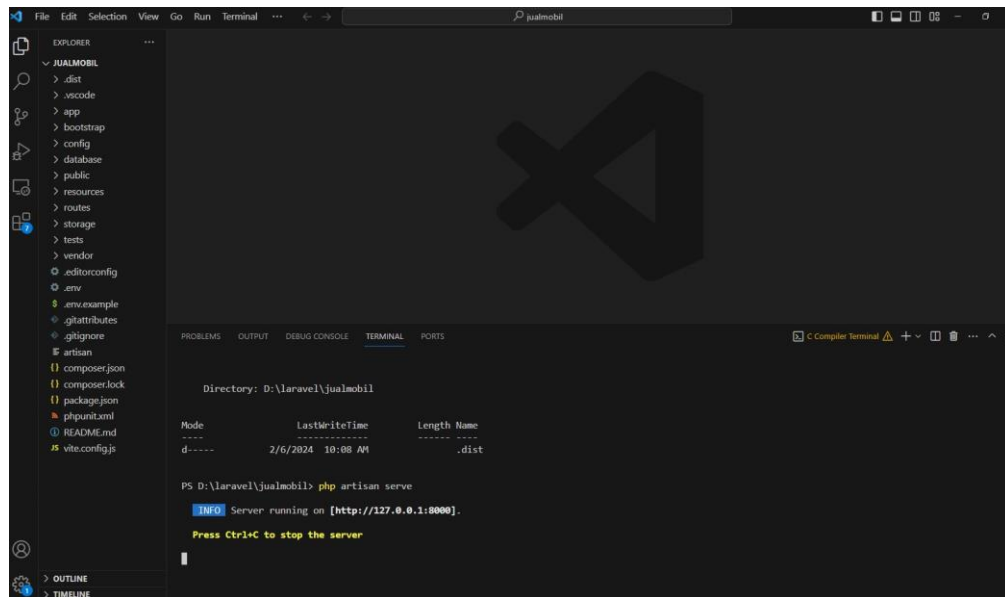 File Edit Selection View Go Run Terminal ... jualmobil
EXPLORER ...
JUALMOBIL
.dist
.vscode
app
bootstrap
config
database
public
resources
routes
storage
tests
vendor
.editorconfig
.env
$ .env.example
.gitattributes
.gitignore
artisan
{} composer.json
{} composer.lock
{} package.json
phpunit.xml
README.md
JS vite.config.js
OUTLINE
TIMELINE
7
1
PROBLEMS OUTPUT DEBUG CONSOLE TERMINAL PORTS C Compiler Terminal
Directory: D:\laravel\jualmobil
Mode LastWriteTime Length Name
---- ------------- ------ ----
d----- 2/6/2024 10:08 AM .dist
PS D:\laravel\jualmobil> php artisan serve
INFO Server running on [http://127.0.0.1:8000].
Press Ctrl+C to stop the server